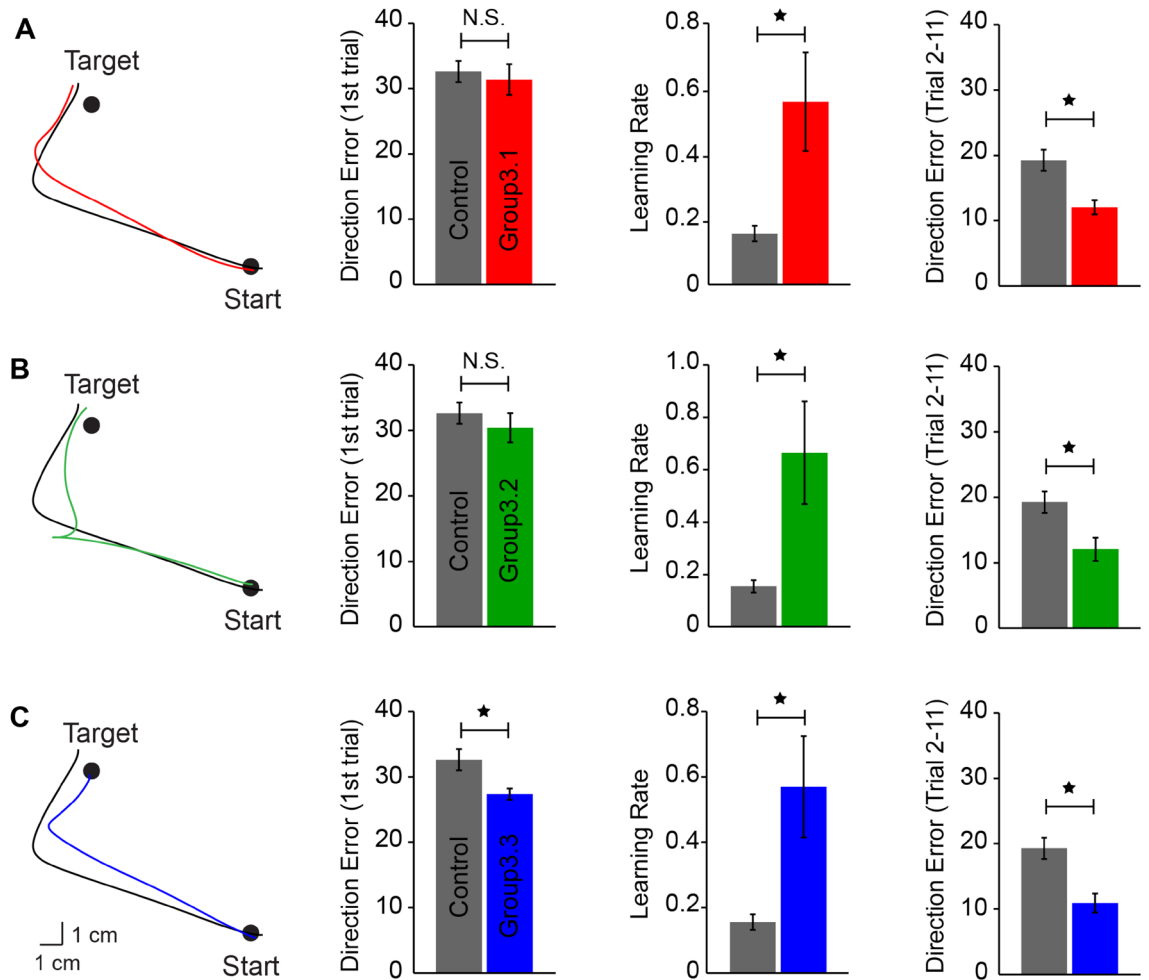 A
Target
Start
Direction Error (1st trial)
40
30
20
10
0
N.S.
Control
Group3.1
Learning Rate
0.8
0.6
0.4
0.2
0
Direction Error (Trial 2-11)
40
30
20
10
0
B
Target
Start
Direction Error (1st trial)
40
30
20
10
0
N.S.
Control
Group3.2
Learning Rate
1.0
0.8
0.6
0.4
0.2
0
Direction Error (Trial 2-11)
40
30
20
10
0
C
Target
Start
1 cm
1 cm
Direction Error (1st trial)
40
30
20
10
0
Control
Group3.3
Learning Rate
0.8
0.6
0.4
0.2
0
Direction Error (Trial 2-11)
40
30
20
10
0